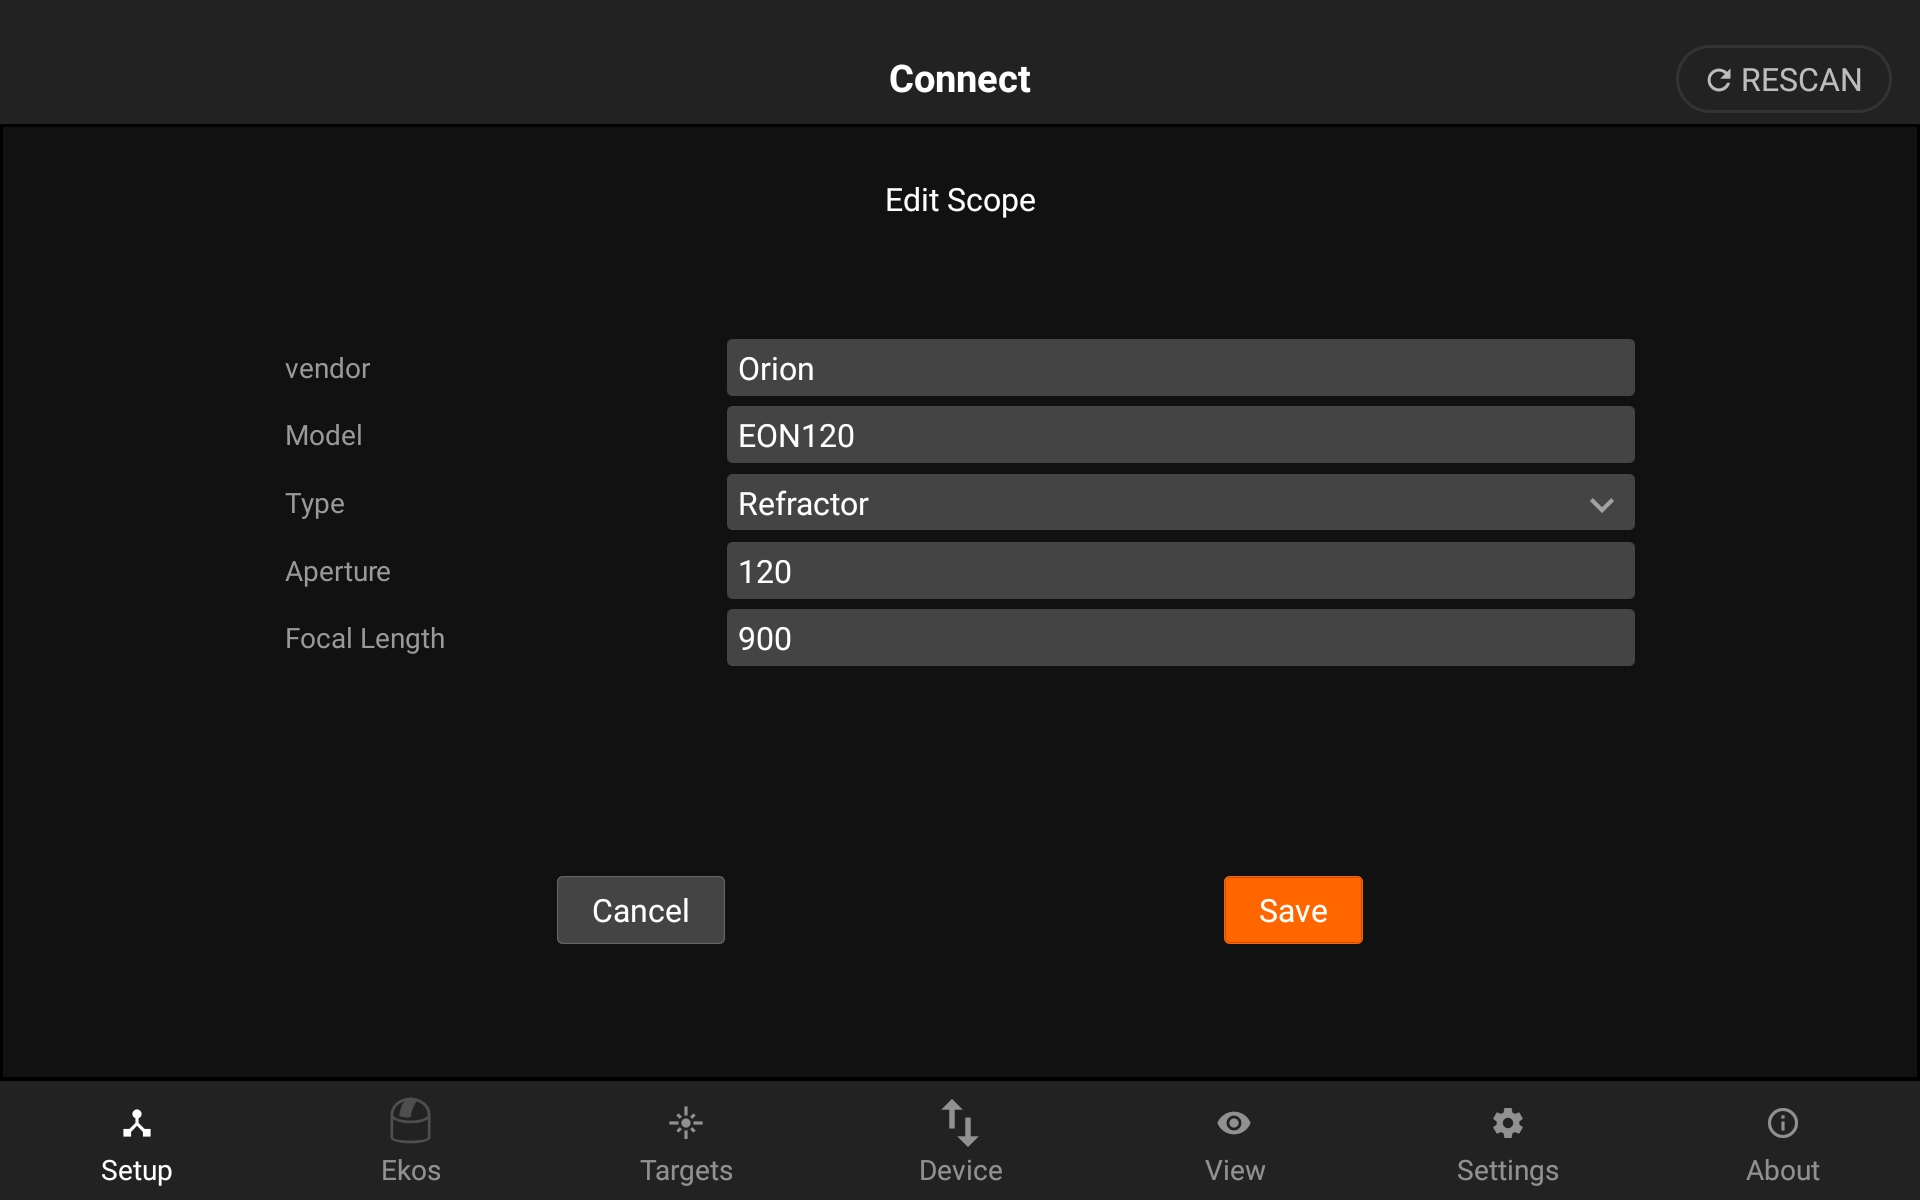 Connect
RESCAN
Edit Scope
vendor Orion
Model EON120
Type Refractor
Aperture 120
Focal Length 900
Cancel Save
Setup Ekos Targets Device View Settings About